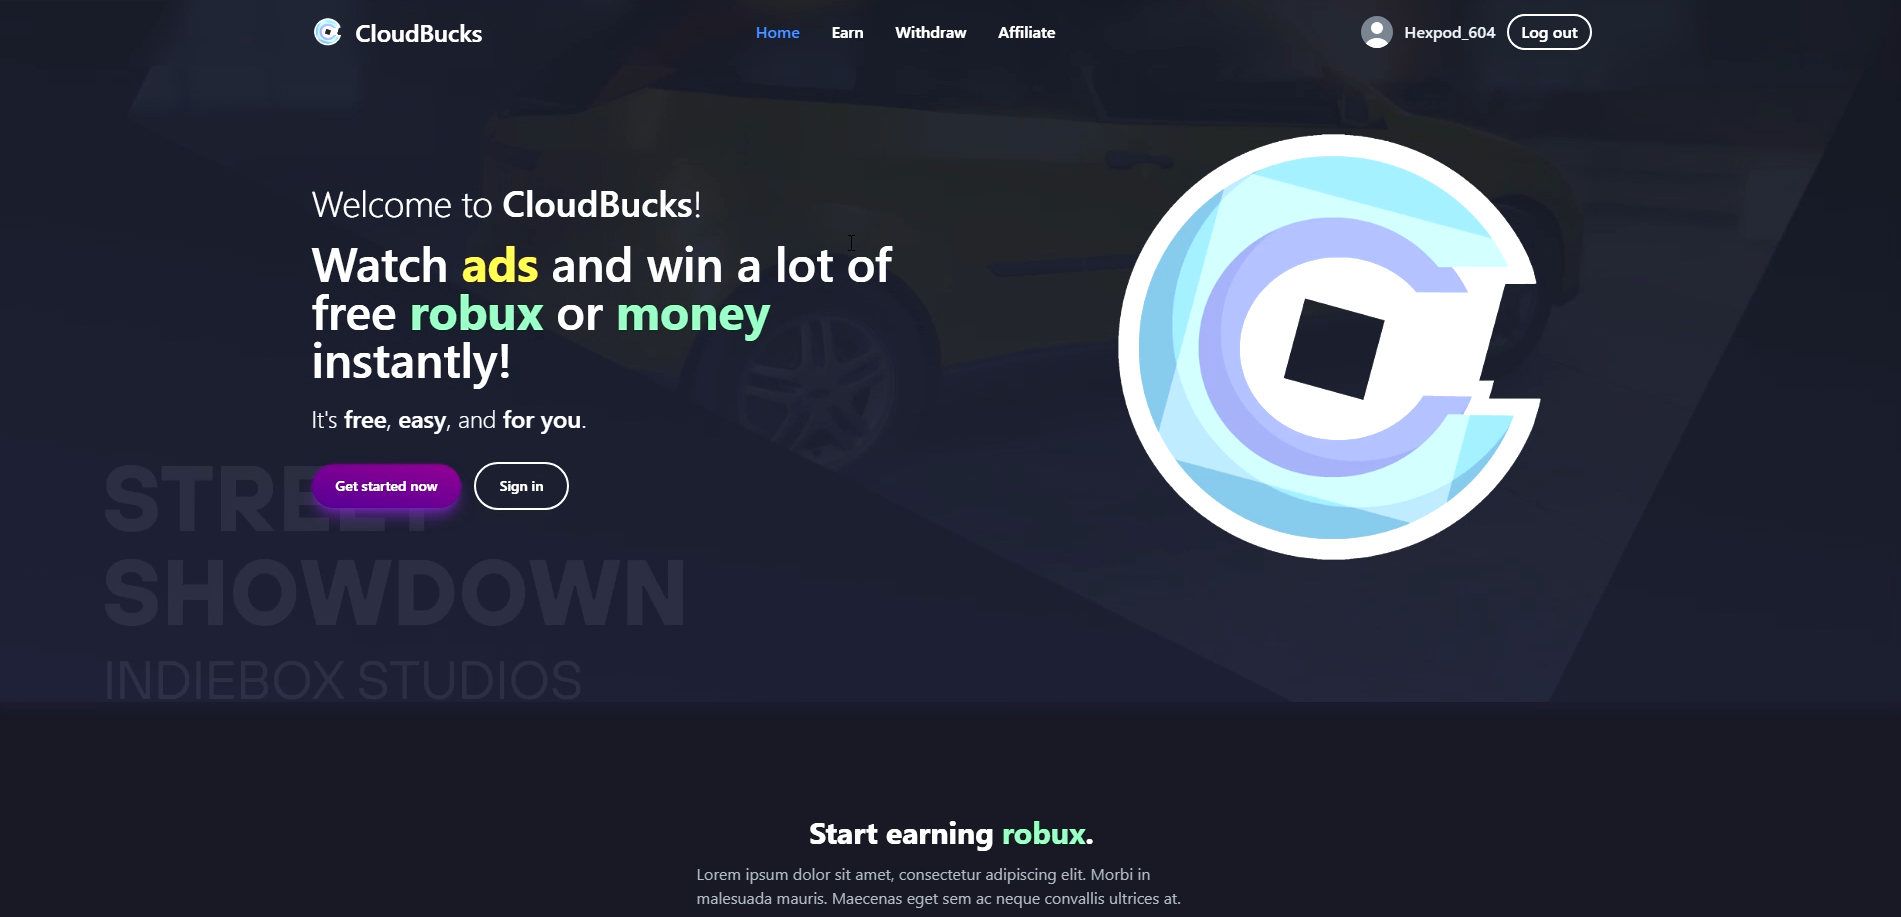 CloudBucks
Home Earn Withdraw Affiliate
Hexpod_604 Log out
Welcome to CloudBucks!
Watch ads and win a lot of
free robux or money
instantly!
It's free, easy, and for you.
Get started now Sign in
STREET
SHOWDOWN
INDIEBOX STUDIOS
Start earning robux.
Lorem ipsum dolor sit amet, consectetur adipiscing elit. Morbi in
malesuada mauris. Maecenas eget sem ac neque convallis ultrices at.